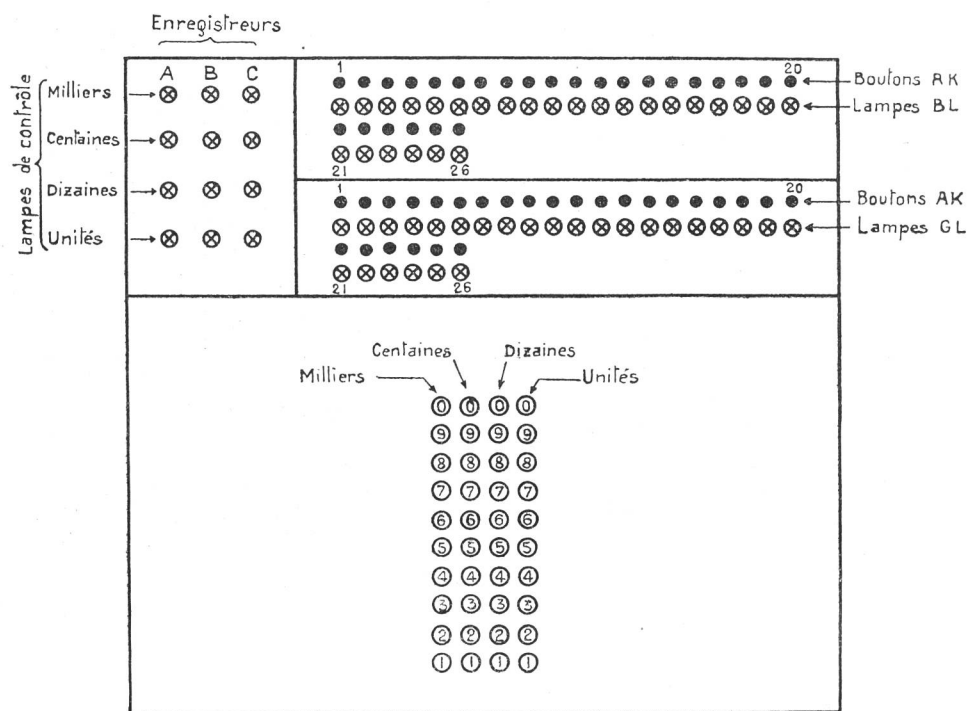 Enregistreurs
A B C
Lampes de contrôle
Milliers
Centaines
Dizaines
Unités
1 20
Boutons AK
Lampes BL
21 26
1 20
Boutons AK
Lampes GL
21 26
Centaines Dizaines
Milliers Unités
0 0 0 0
9 9 9 9
8 8 8 8
7 7 7 7
6 6 6 6
5 5 5 5
4 4 4 4
3 3 3 3
2 2 2 2
1 1 1 1